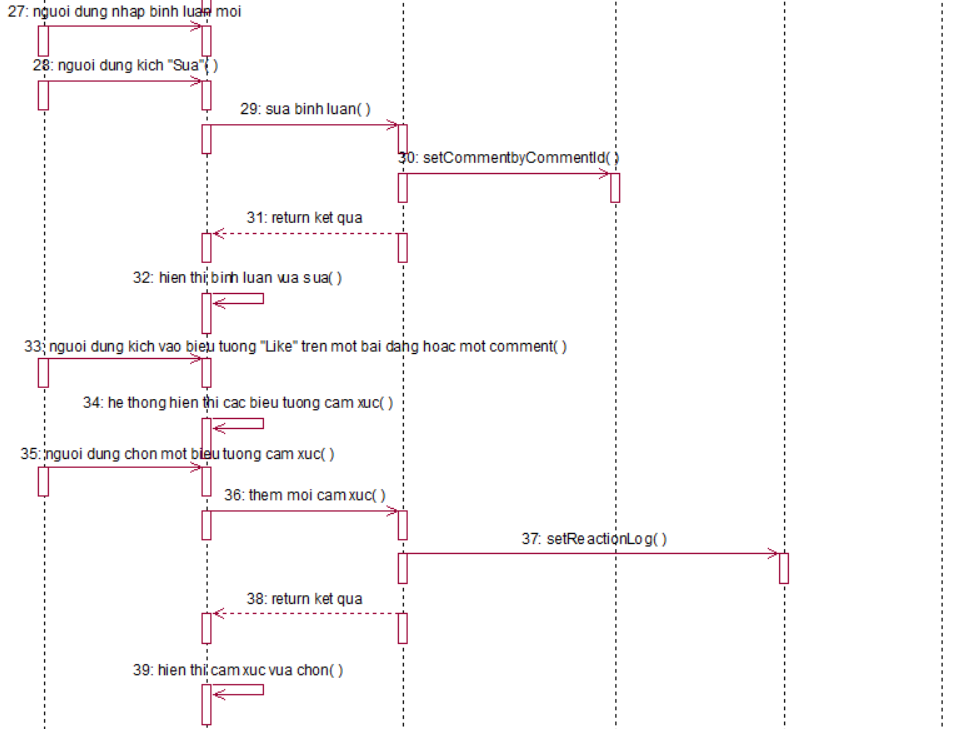 27: nguoi dung nhap binh luan moi
28: nguoi dung kich "Sua"( )
29: sua binh luan( )
30: setCommentbyCommentId( )
31: return ket qua
32: hien thi binh luan vua sua( )
33: nguoi dung kich vao bieu tuong "Like" tren mot bai dang hoac mot comment( )
34: he thong hien thi cac bieu tuong cam xuc( )
35: nguoi dung chon mot bieu tuong cam xuc( )
36: them moi cam xuc( )
37: setReactionLog( )
38: return ket qua
39: hien thi cam xuc vua chon( )